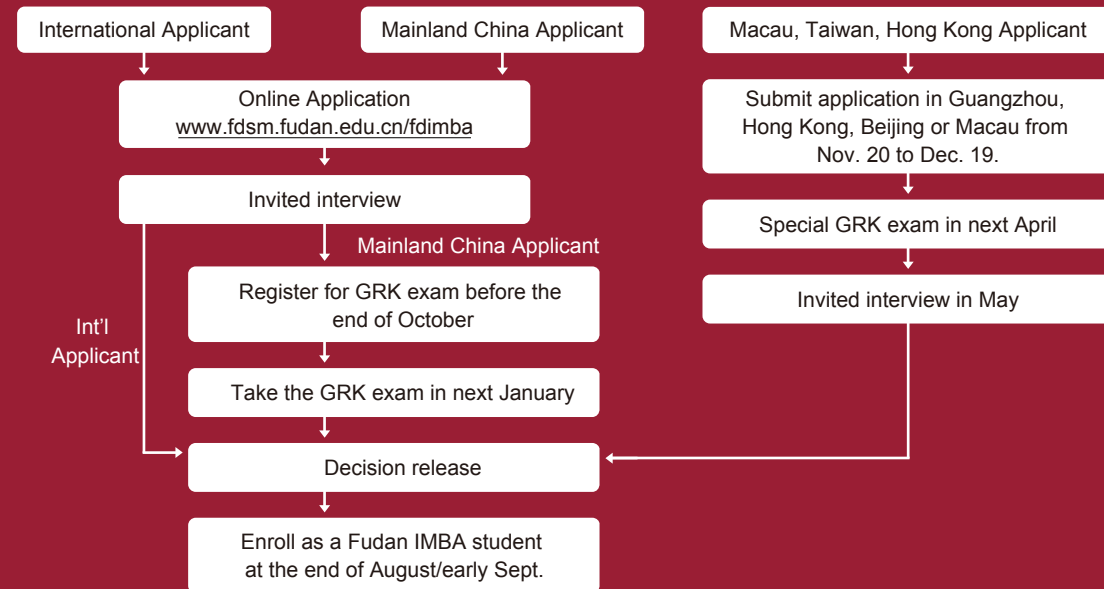 International Applicant
Mainland China Applicant
Macau, Taiwan, Hong Kong Applicant
Online Application
www.fdsm.fudan.edu.cn/fdimba
Submit application in Guangzhou,
Hong Kong, Beijing or Macau from
Nov. 20 to Dec. 19.
Invited interview
Special GRK exam in next April
Mainland China Applicant
Register for GRK exam before the
end of October
Invited interview in May
Int'l
Applicant
Take the GRK exam in next January
Decision release
Enroll as a Fudan IMBA student
at the end of August/early Sept.